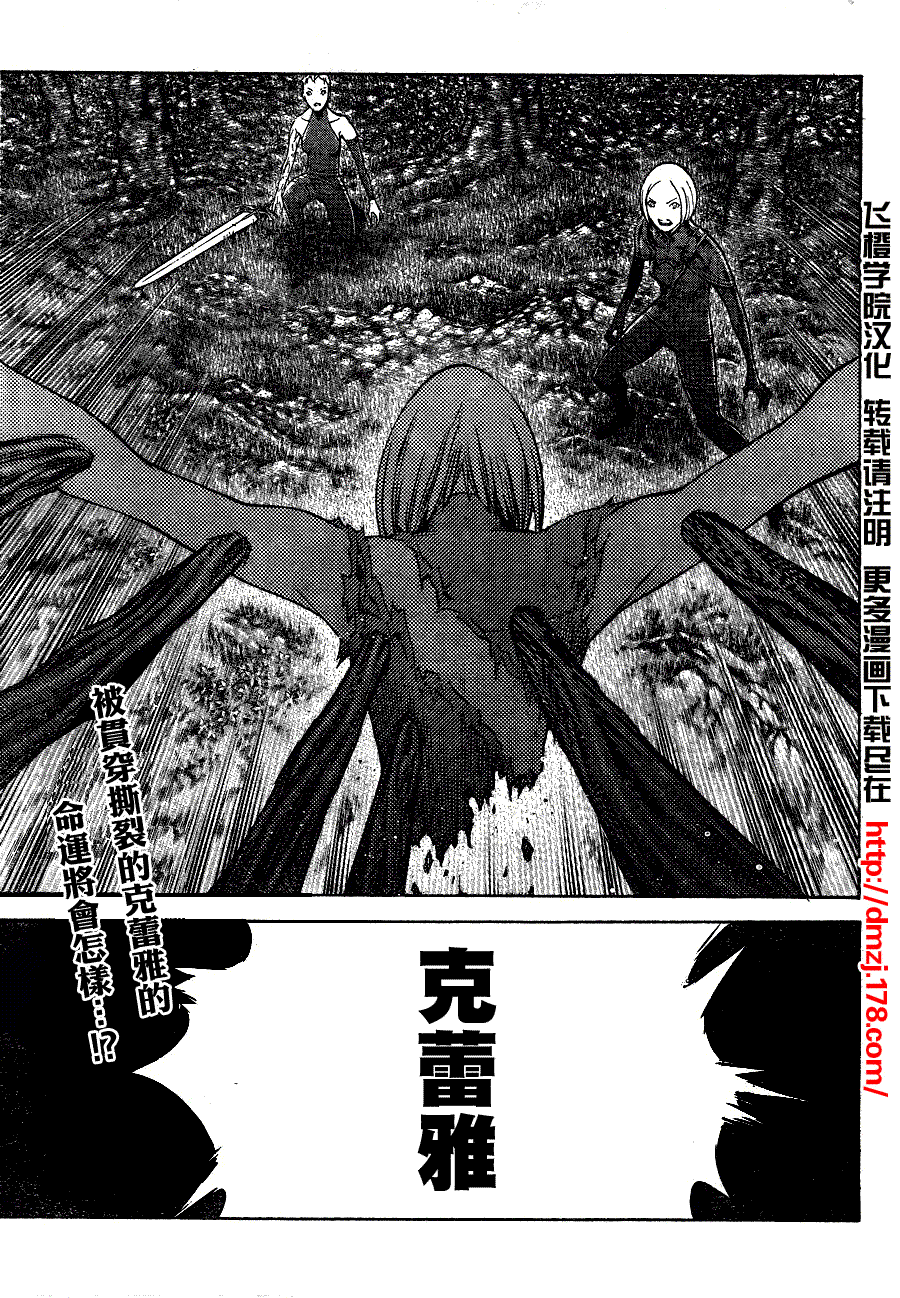 飞橙学院汉化 转载请注明 更多漫画下载尽在 http://dmzj.178.com/
克蕾雅
被貫穿撕裂的克蕾雅的
命運將會怎樣…!?